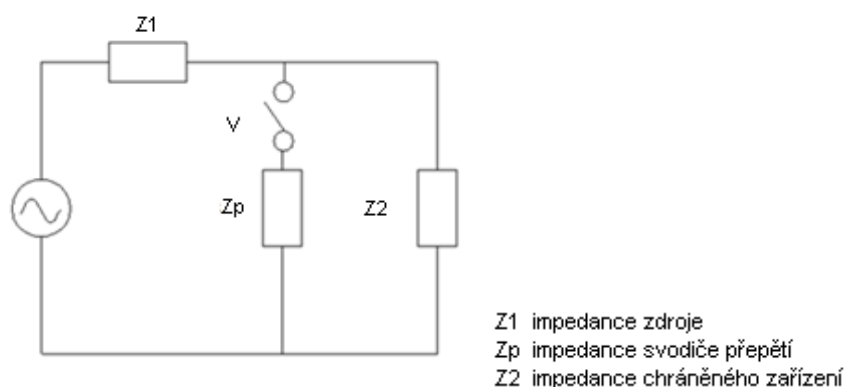 Z1
V
Zp
Z2
Z1 impedance zdroje
Zp impedance svodiče přepětí
Z2 impedance chráněného zařízení